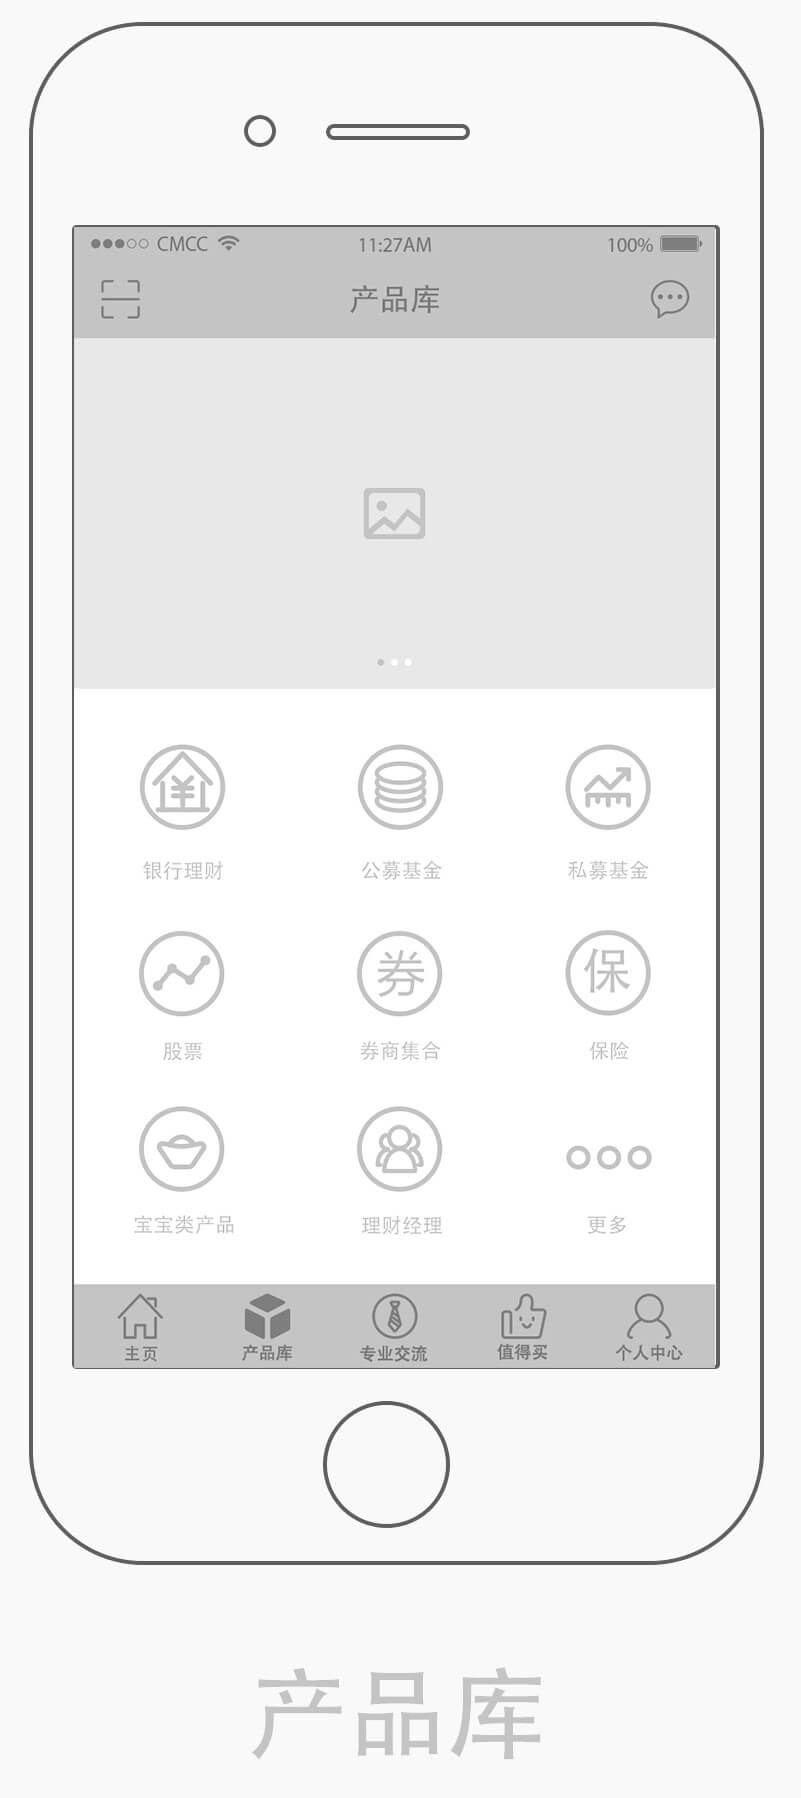 CMCC 11:27AM 100%
产品库
银行理财 公募基金 私募基金
券 保
股票 券商集合 保险
宝宝类产品 理财经理 更多
主页 产品库 专业交流 值得买 个人中心
产品库